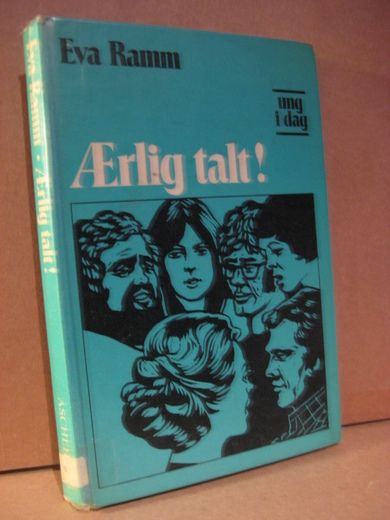 Eva Ramm
ung
i dag
Ærlig talt!
Eva Ramm - Ærlig talt!